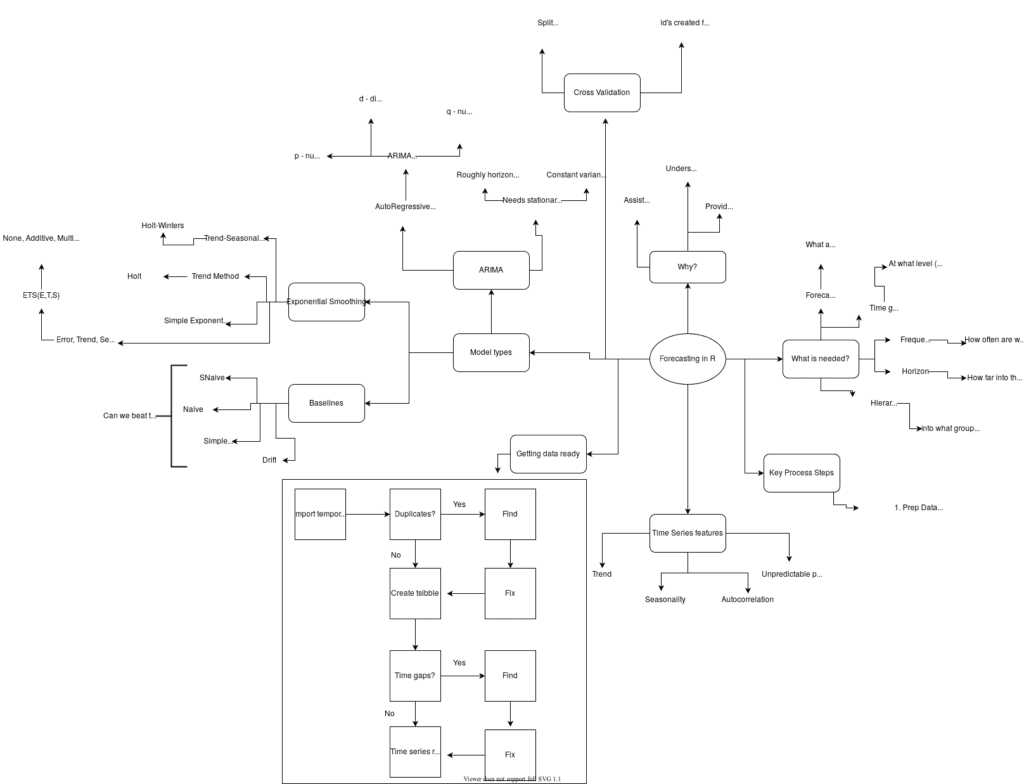 Split...
id's created f...
Cross Validation
d - di...
q - nu...
p - nu...
ARIMA...
Roughly horizon...
Constant varian...
Needs stationar...
AutoRegressive...
Unders...
Assist...
Provid...
Why?
ARIMA
Holt-Winters
None, Additive, Multi...
Trend-Seasonal...
Holt
Trend Method
ETS(E,T,S)
Exponential Smoothing
Simple Exponent...
Error, Trend, Se...
What a...
At what level (...
Foreca...
Time g...
Model types
Forecasting in R
What is needed?
Freque...
How often are w...
Horizon
How far into th...
SNaive
Naive
Baselines
Can we beat t...
Simple...
Drift
Hierar...
Into what group...
Getting data ready
Key Process Steps
1. Prep Data...
mport tempor...
Duplicates?
Yes
Find
No
Create tsibble
Fix
Time Series features
Trend
Unpredictable p...
Seasonality
Autocorrelation
Time gaps?
Yes
Find
No
Time series r...
Fix
Viewer does not support full SVG 1.1